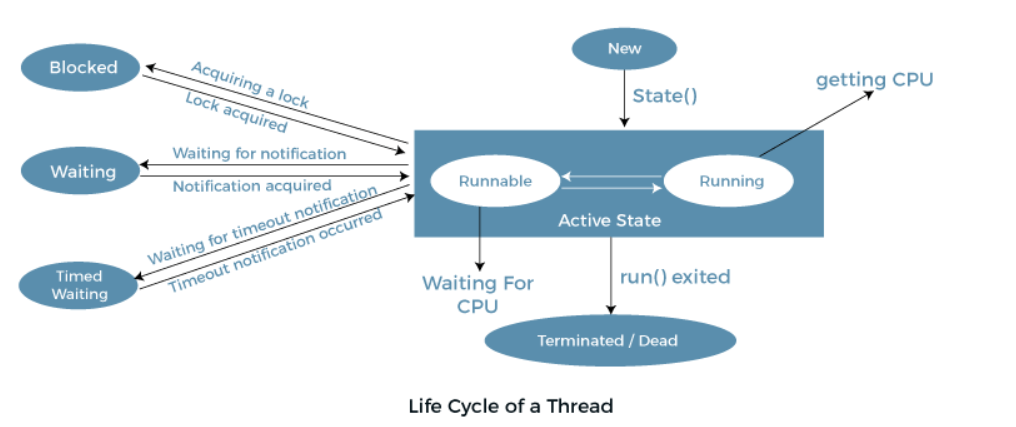 New
Blocked
Acquiring a lock
Lock acquired
State()
getting CPU
Waiting
Waiting for notification
Notification acquired
Runnable
Running
Active State
Waiting for timeout notification
Timeout notification occurred
Timed
Waiting
Waiting For
CPU
run() exited
Terminated / Dead
Life Cycle of a Thread